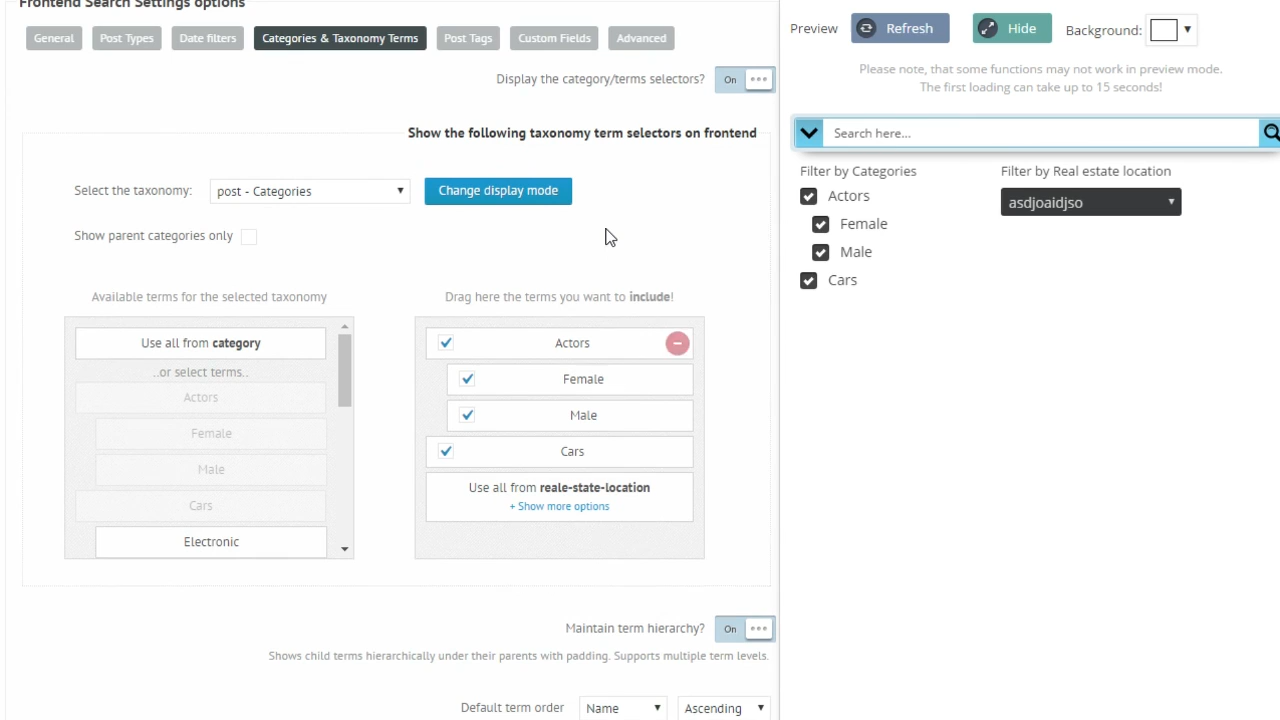 Frontend Search Settings options
General
Post Types
Date filters
Categories & Taxonomy Terms
Post Tags
Custom Fields
Advanced
Display the category/terms selectors?
On
Show the following taxonomy term selectors on frontend
Select the taxonomy:
post - Categories
Change display mode
Show parent categories only
Available terms for the selected taxonomy
Use all from category
..or select terms..
Actors
Female
Male
Cars
Electronic
Drag here the terms you want to include!
Actors
Female
Male
Cars
Use all from reale-state-location
+ Show more options
Maintain term hierarchy?
On
Shows child terms hierarchically under their parents with padding. Supports multiple term levels.
Default term order
Name
Ascending
Preview
Refresh
Hide
Background:
Please note, that some functions may not work in preview mode.
The first loading can take up to 15 seconds!
Search here...
Filter by Categories
Actors
Female
Male
Cars
Filter by Real estate location
asdjoaidjso